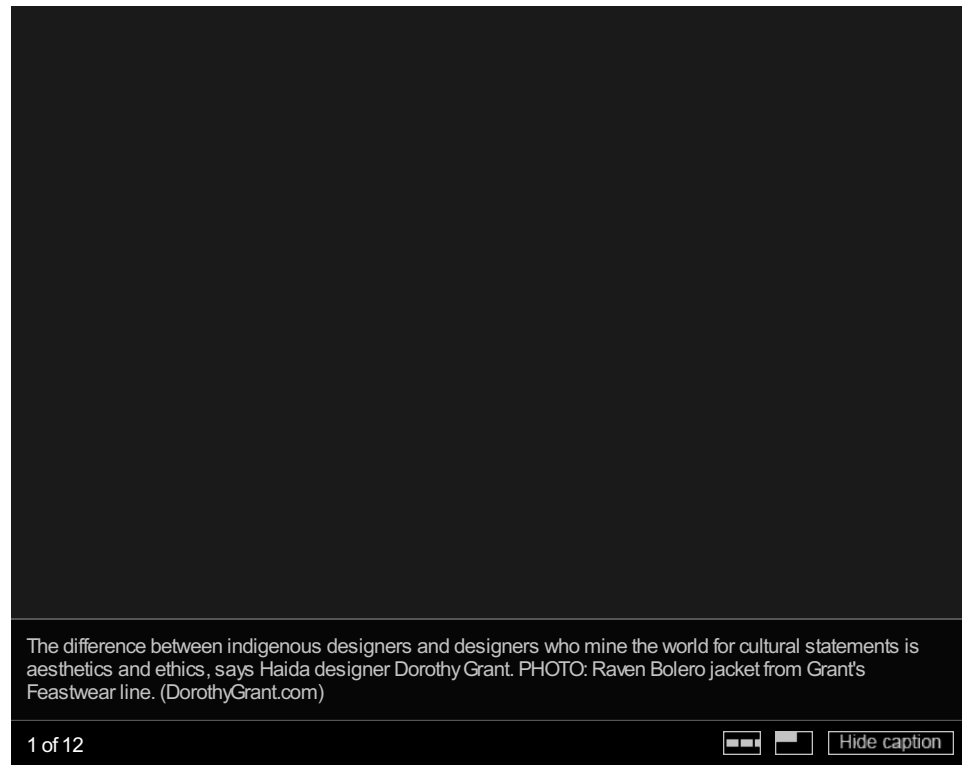 The difference between indigenous designers and designers who mine the world for cultural statements is
aesthetics and ethics, says Haida designer Dorothy Grant. PHOTO: Raven Bolero jacket from Grant's
Feastwear line. (DorothyGrant.com)
1 of 12
Hide caption